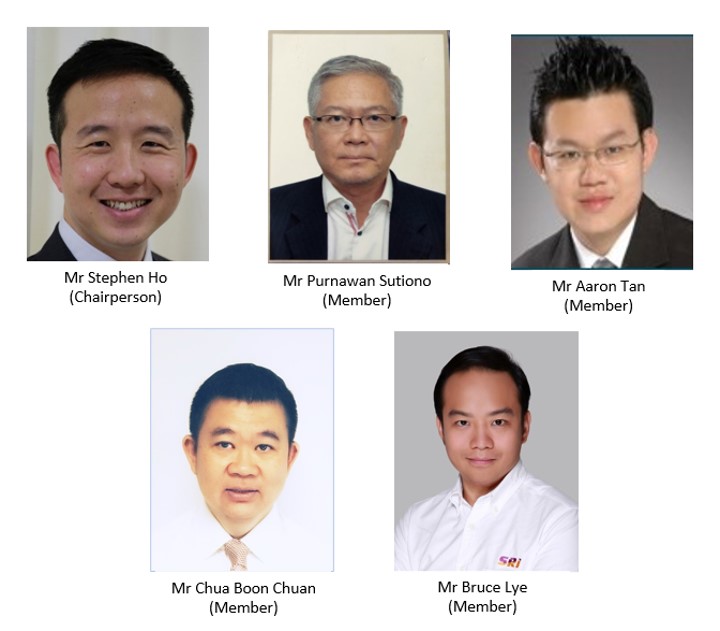 Mr Stephen Ho
(Chairperson)
Mr Purnawan Sutiono
(Member)
Mr Aaron Tan
(Member)
SRi
Mr Chua Boon Chuan
(Member)
Mr Bruce Lye
(Member)